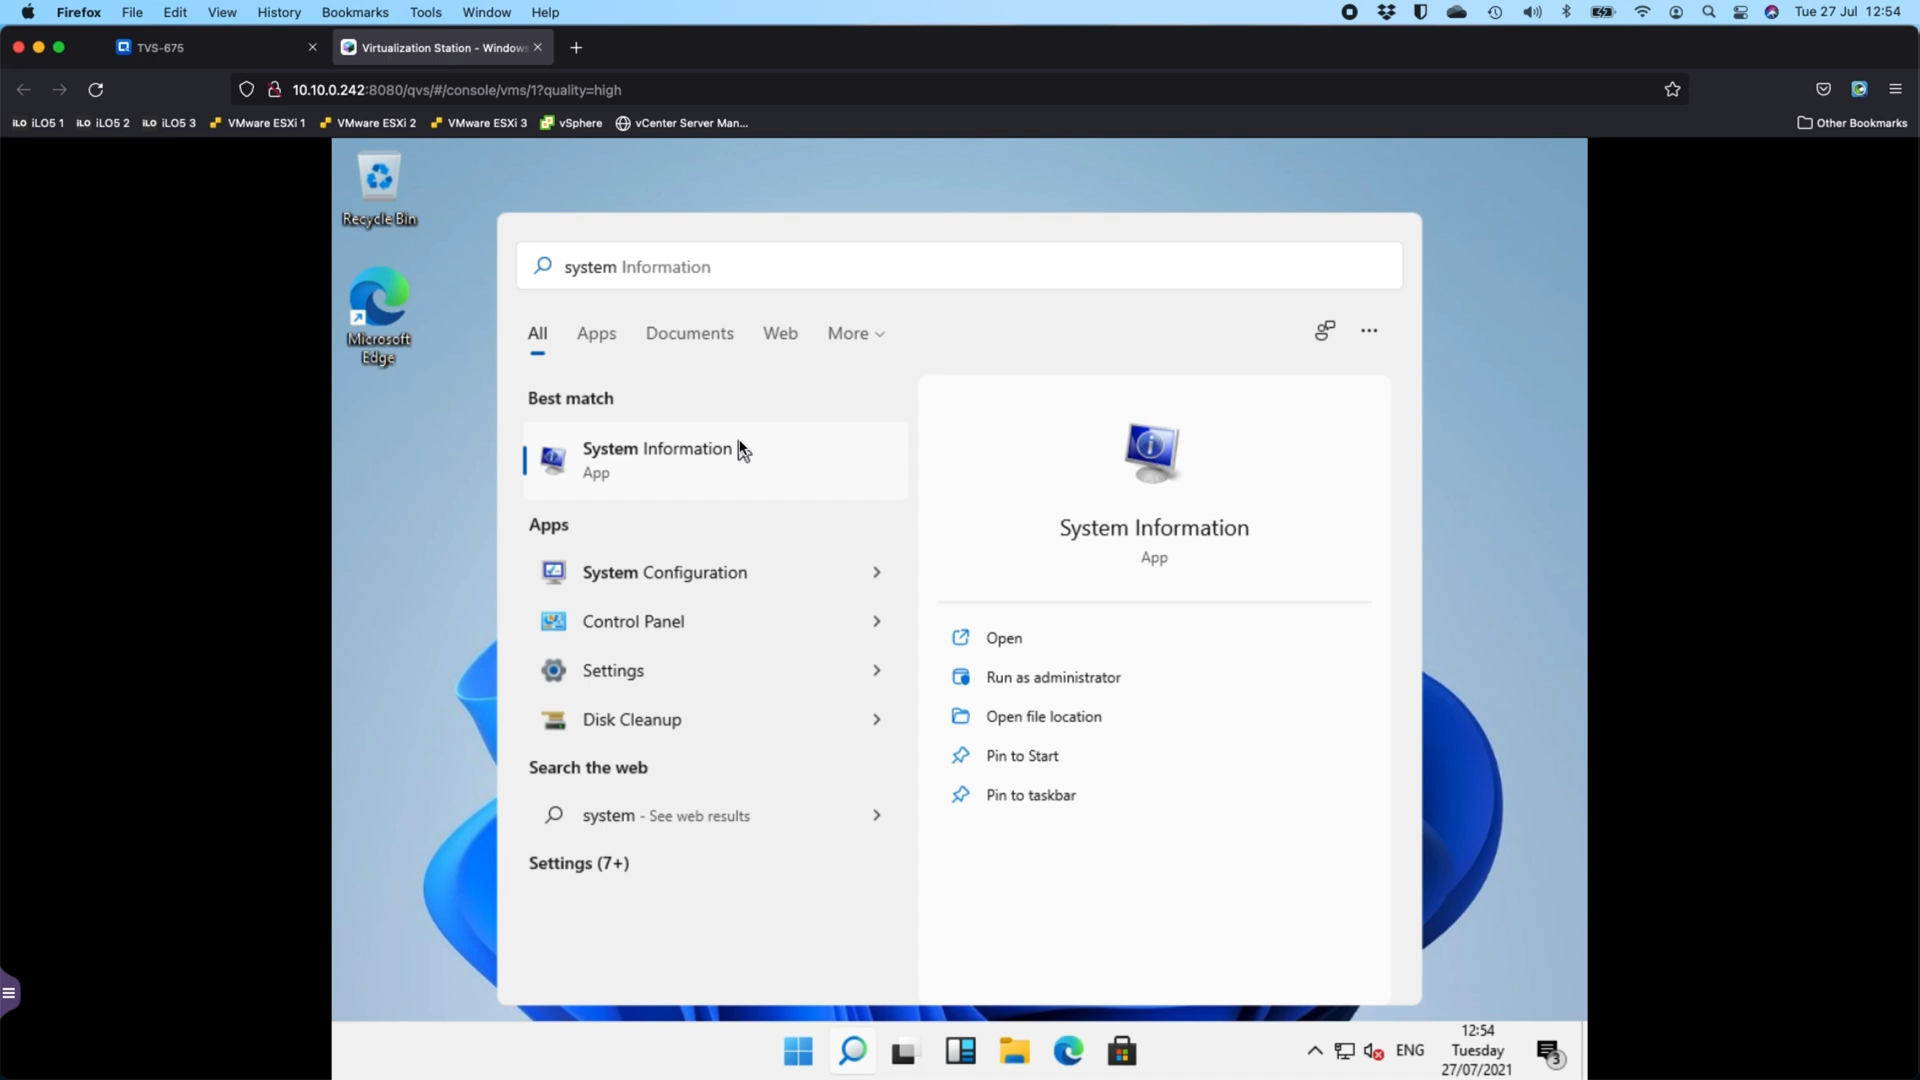 Firefox File Edit View History Bookmarks Tools Window Help Tue 27 Jul 12:54
TVS-675 Virtualization Station - Windows
10.10.0.242:8080/qvs/#/console/vms/1?quality=high
iLO iLO5 1 iLO iLO5 2 iLO iLO5 3 VMware ESXi 1 VMware ESXi 2 VMware ESXi 3 vSphere vCenter Server Man... Other Bookmarks
Recycle Bin
Microsoft
Edge
system Information
All Apps Documents Web More
Best match
System Information
App
Apps
System Configuration
Control Panel
Settings
Disk Cleanup
Search the web
system - See web results
Settings (7+)
System Information
App
Open
Run as administrator
Open file location
Pin to Start
Pin to taskbar
ENG
12:54
Tuesday
27/07/2021
3